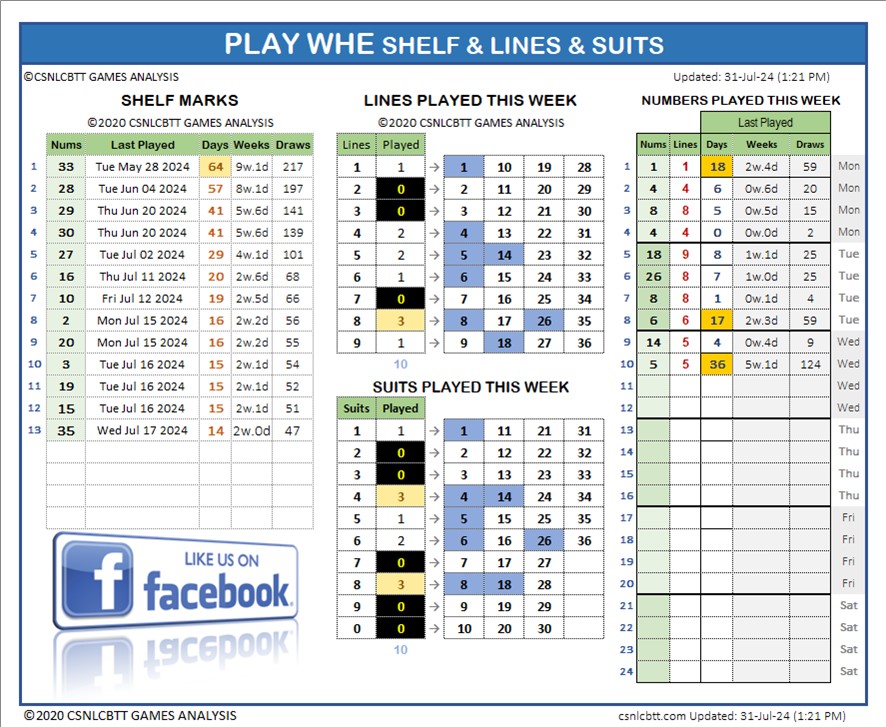 PLAY WHE SHELF & LINES & SUITS
©CSNLCBTT GAMES ANALYSIS
Updated: 31-Jul-24 (1:21 PM)
SHELF MARKS
©2020 CSNLCBTT GAMES ANALYSIS
Nums Last Played Days Weeks Draws
1 33 Tue May 28 2024 64 9w.1d 217
2 28 Tue Jun 04 2024 57 8w.1d 197
3 29 Thu Jun 20 2024 41 5w.6d 141
4 30 Thu Jun 20 2024 41 5w.6d 139
5 27 Tue Jul 02 2024 29 4w.1d 101
6 16 Thu Jul 11 2024 20 2w.6d 68
7 10 Fri Jul 12 2024 19 2w.5d 66
8 2 Mon Jul 15 2024 16 2w.2d 56
9 20 Mon Jul 15 2024 16 2w.2d 55
10 3 Tue Jul 16 2024 15 2w.1d 54
11 19 Tue Jul 16 2024 15 2w.1d 52
12 15 Tue Jul 16 2024 15 2w.1d 51
13 35 Wed Jul 17 2024 14 2w.0d 47
LIKE US ON
facebook
LINES PLAYED THIS WEEK
©2020 CSNLCBTT GAMES ANALYSIS
Lines Played
1 1 → 1 10 19 28
2 0 → 2 11 20 29
3 0 → 3 12 21 30
4 2 → 4 13 22 31
5 2 → 5 14 23 32
6 1 → 6 15 24 33
7 0 → 7 16 25 34
8 3 → 8 17 26 35
9 1 → 9 18 27 36
10
SUITS PLAYED THIS WEEK
Suits Played
1 1 → 1 11 21 31
2 0 → 2 12 22 32
3 0 → 3 13 23 33
4 3 → 4 14 24 34
5 1 → 5 15 25 35
6 2 → 6 16 26 36
7 0 → 7 17 27
8 3 → 8 18 28
9 0 → 9 19 29
0 0 → 10 20 30
10
NUMBERS PLAYED THIS WEEK
Last Played
Nums Lines Days Weeks Draws
1 1 1 18 2w.4d 59 Mon
2 4 4 6 0w.6d 20 Mon
3 8 8 5 0w.5d 15 Mon
4 4 4 0 0w.0d 2 Mon
5 18 9 8 1w.1d 25 Tue
6 26 8 7 1w.0d 25 Tue
7 8 8 1 0w.1d 4 Tue
8 6 6 17 2w.3d 59 Tue
9 14 5 4 0w.4d 9 Wed
10 5 5 36 5w.1d 124 Wed
11 Wed
12 Wed
13 Thu
14 Thu
15 Thu
16 Thu
17 Fri
18 Fri
19 Fri
20 Fri
21 Sat
22 Sat
23 Sat
24 Sat
©2020 CSNLCBTT GAMES ANALYSIS
csnlcbtt.com Updated: 31-Jul-24 (1:21 PM)